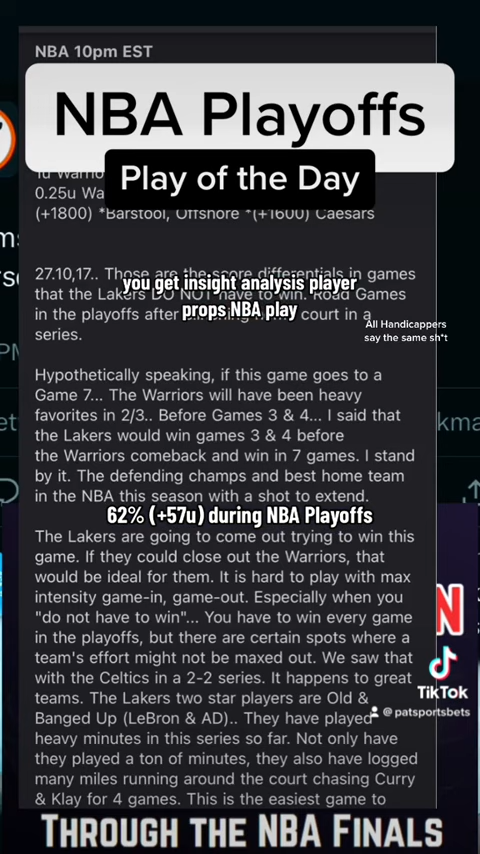 NBA 10pm EST
NBA Playoffs
Play of the Day
0.25u Wa
(+1800) *Barstool, Offshore *(+1600) Caesars
27.10,17.. Those are the score differentials in games
you get insight analysis player
that the Lakers DO NOT have to win. Road Games
props NBA play
in the playoffs after court in a
series.
All Handicappers
say the same sh*t
Hypothetically speaking, if this game goes to a
Game 7... The Warriors will have been heavy
favorites in 2/3.. Before Games 3 & 4... I said that
the Lakers would win games 3 & 4 before
the Warriors comeback and win in 7 games. I stand
by it. The defending champs and best home team
in the NBA this season with a shot to extend.
62% (+57u) during NBA Playoffs
The Lakers are going to come out trying to win this
game. If they could close out the Warriors, that
would be ideal for them. It is hard to play with max
intensity game-in, game-out. Especially when you
"do not have to win"... You have to win every game
in the playoffs, but there are certain spots where a
team's effort might not be maxed out. We saw that
with the Celtics in a 2-2 series. It happens to great
teams. The Lakers two star players are Old &
Banged Up (LeBron & AD).. They have played
heavy minutes in this series so far. Not only have
they played a ton of minutes, they also have logged
many miles running around the court chasing Curry
& Klay for 4 games. This is the easiest game to
N
TikTok
@patsportsbets
THROUGH THE NBA FINALS